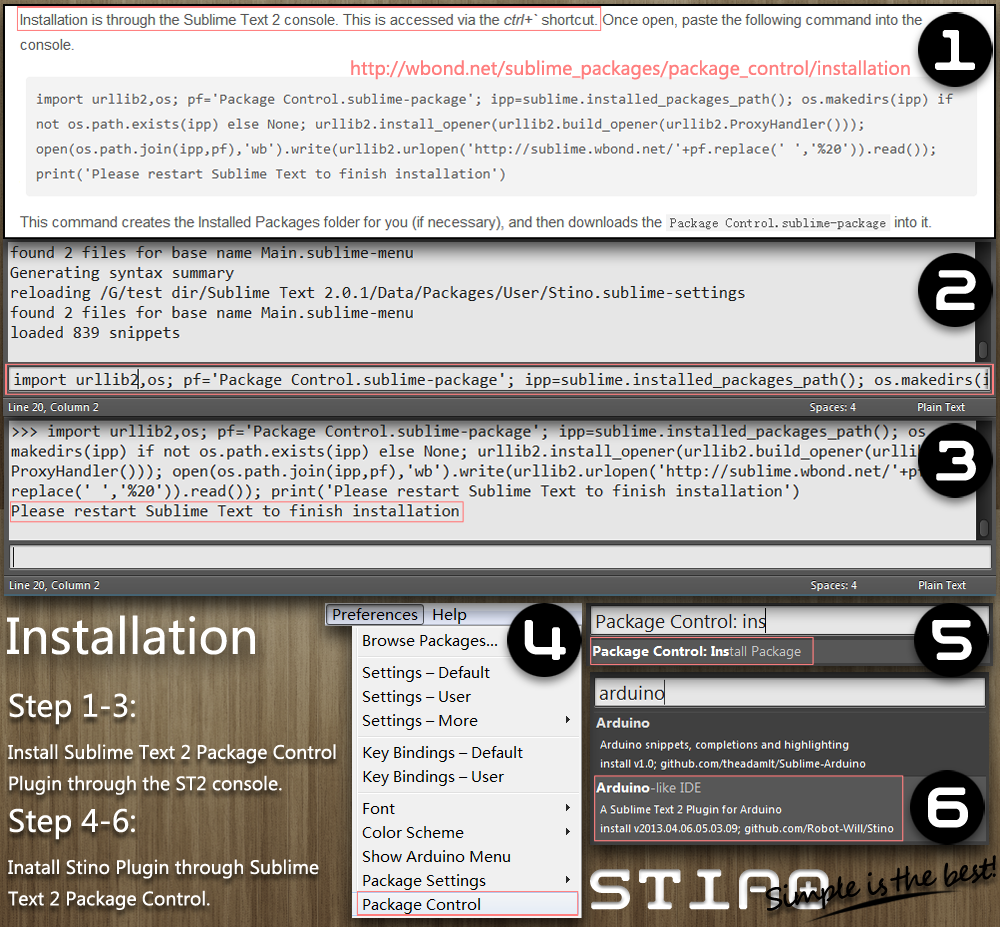 Installation is through the Sublime Text 2 console. This is accessed via the ctrl+` shortcut. Once open, paste the following command into the
console.
http://wbond.net/sublime_packages/package_control/installation
1
import urllib2,os; pf='Package Control.sublime-package'; ipp=sublime.installed_packages_path(); os.makedirs(ipp) if
not os.path.exists(ipp) else None; urllib2.install_opener(urllib2.build_opener(urllib2.ProxyHandler()));
open(os.path.join(ipp,pf),'wb').write(urllib2.urlopen('http://sublime.wbond.net/'+pf.replace(' ','%20')).read());
print('Please restart Sublime Text to finish installation')
This command creates the Installed Packages folder for you (if necessary), and then downloads the Package Control.sublime-package into it.
found 2 files for base name Main.sublime-menu
Generating syntax summary
reloading /G/test dir/Sublime Text 2.0.1/Data/Packages/User/Stino.sublime-settings
found 2 files for base name Main.sublime-menu
loaded 839 snippets
2
import urllib2,os; pf='Package Control.sublime-package'; ipp=sublime.installed_packages_path(); os.makedirs(i
Line 20, Column 2 Spaces: 4 Plain Text
>>> import urllib2,os; pf='Package Control.sublime-package'; ipp=sublime.installed_packages_path(); os.
makedirs(ipp) if not os.path.exists(ipp) else None; urllib2.install_opener(urllib2.build_opener(urllib
ProxyHandler())); open(os.path.join(ipp,pf),'wb').write(urllib2.urlopen('http://sublime.wbond.net/'+p
replace(' ','%20')).read()); print('Please restart Sublime Text to finish installation')
Please restart Sublime Text to finish installation
3
Line 20, Column 2 Spaces: 4 Plain Text
Installation
Step 1-3:
Install Sublime Text 2 Package Control
Plugin through the ST2 console.
Step 4-6:
Inatall Stino Plugin through Sublime
Text 2 Package Control.
Preferences Help
4
Browse Packages...
Settings – Default
Settings – User
Settings – More
Key Bindings – Default
Key Bindings – User
Font
Color Scheme
Show Arduino Menu
Package Settings
Package Control
Package Control: ins
Package Control: Install Package
5
arduino
Arduino
Arduino snippets, completions and highlighting
install v1.0; github.com/theadamlt/Sublime-Arduino
Arduino-like IDE
A Sublime Text 2 Plugin for Arduino
install v2013.04.06.05.03.09; github.com/Robot-Will/Stino
6
STINO
Simple is the best!